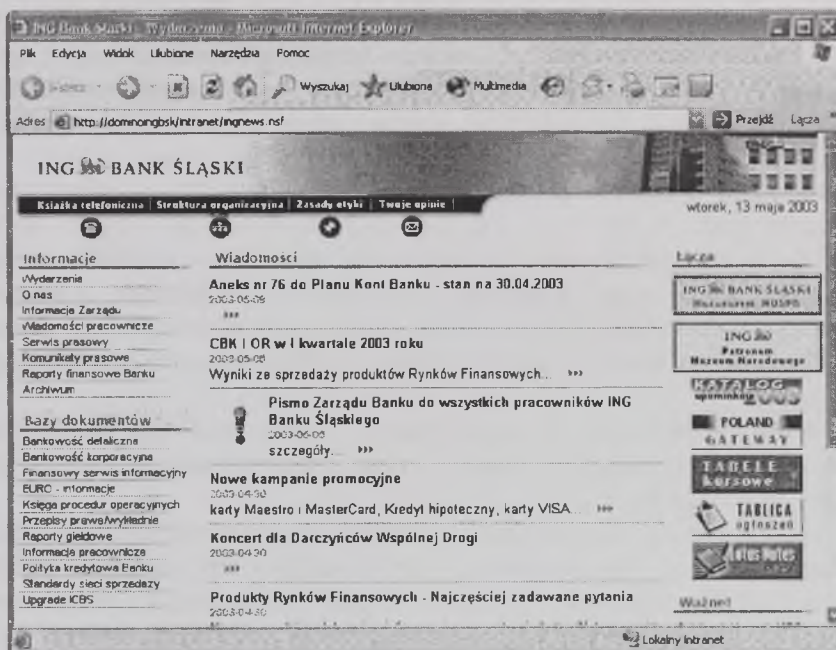 ING Bank Śląski - Wydarzenia - Microsoft Internet Explorer
Plik Edycja Widok Ulubione Narzędzia Pomoc
Wyszukaj Ulubione Multimedia
Adres http://dominoingbsk/intranet/ingnews.nsf Przejdź Łącza
ING BANK ŚLĄSKI
Książka telefoniczna Struktura organizacyjna Zasady etyki Twoje opinie
wtorek, 13 maja 2003
Informacje
Wydarzenia
O nas
Informacje Zarządu
Wiadomości pracownicze
Serwis prasowy
Komunikaty prasowe
Raporty finansowe Banku
Archiwum
Bazy dokumentów
Bankowość detaliczna
Bankowość korporacyjna
Finansowy serwis informacyjny
EURO - informacje
Księga procedur operacyjnych
Przepisy prawa/wykładnie
Raporty giełdowe
Informacje pracownicze
Polityka kredytowa Banku
Standardy sieci sprzedaży
Upgrade ICBS
Wiadomości
Aneks nr 76 do Planu Kont Banku - stan na 30.04.2003
2003-05-09
»»
CBK I OR w I kwartale 2003 roku
2003-05-06
Wyniki ze sprzedaży produktów Rynków Finansowych... »»
Pismo Zarządu Banku do wszystkich pracowników ING
Banku Śląskiego
2003-05-05
szczegóły... »»
Nowe kampanie promocyjne
2003-04-30
karty Maestro i MasterCard, Kredyt hipoteczny, karty VISA... »»
Koncert dla Darczyńców Wspólnej Drogi
2003-04-30
»»
Produkty Rynków Finansowych - Najczęściej zadawane pytania
2003-04-30
Łącza
ING BANK ŚLĄSKI
ING
Patronem
Muzeum Narodowego
KATALOG
upominków 2003
POLAND
GATEWAY
TABELE
kursowe
TABLICA
ogłoszeń
Lotus Notes
Ważne!
Lokalny intranet